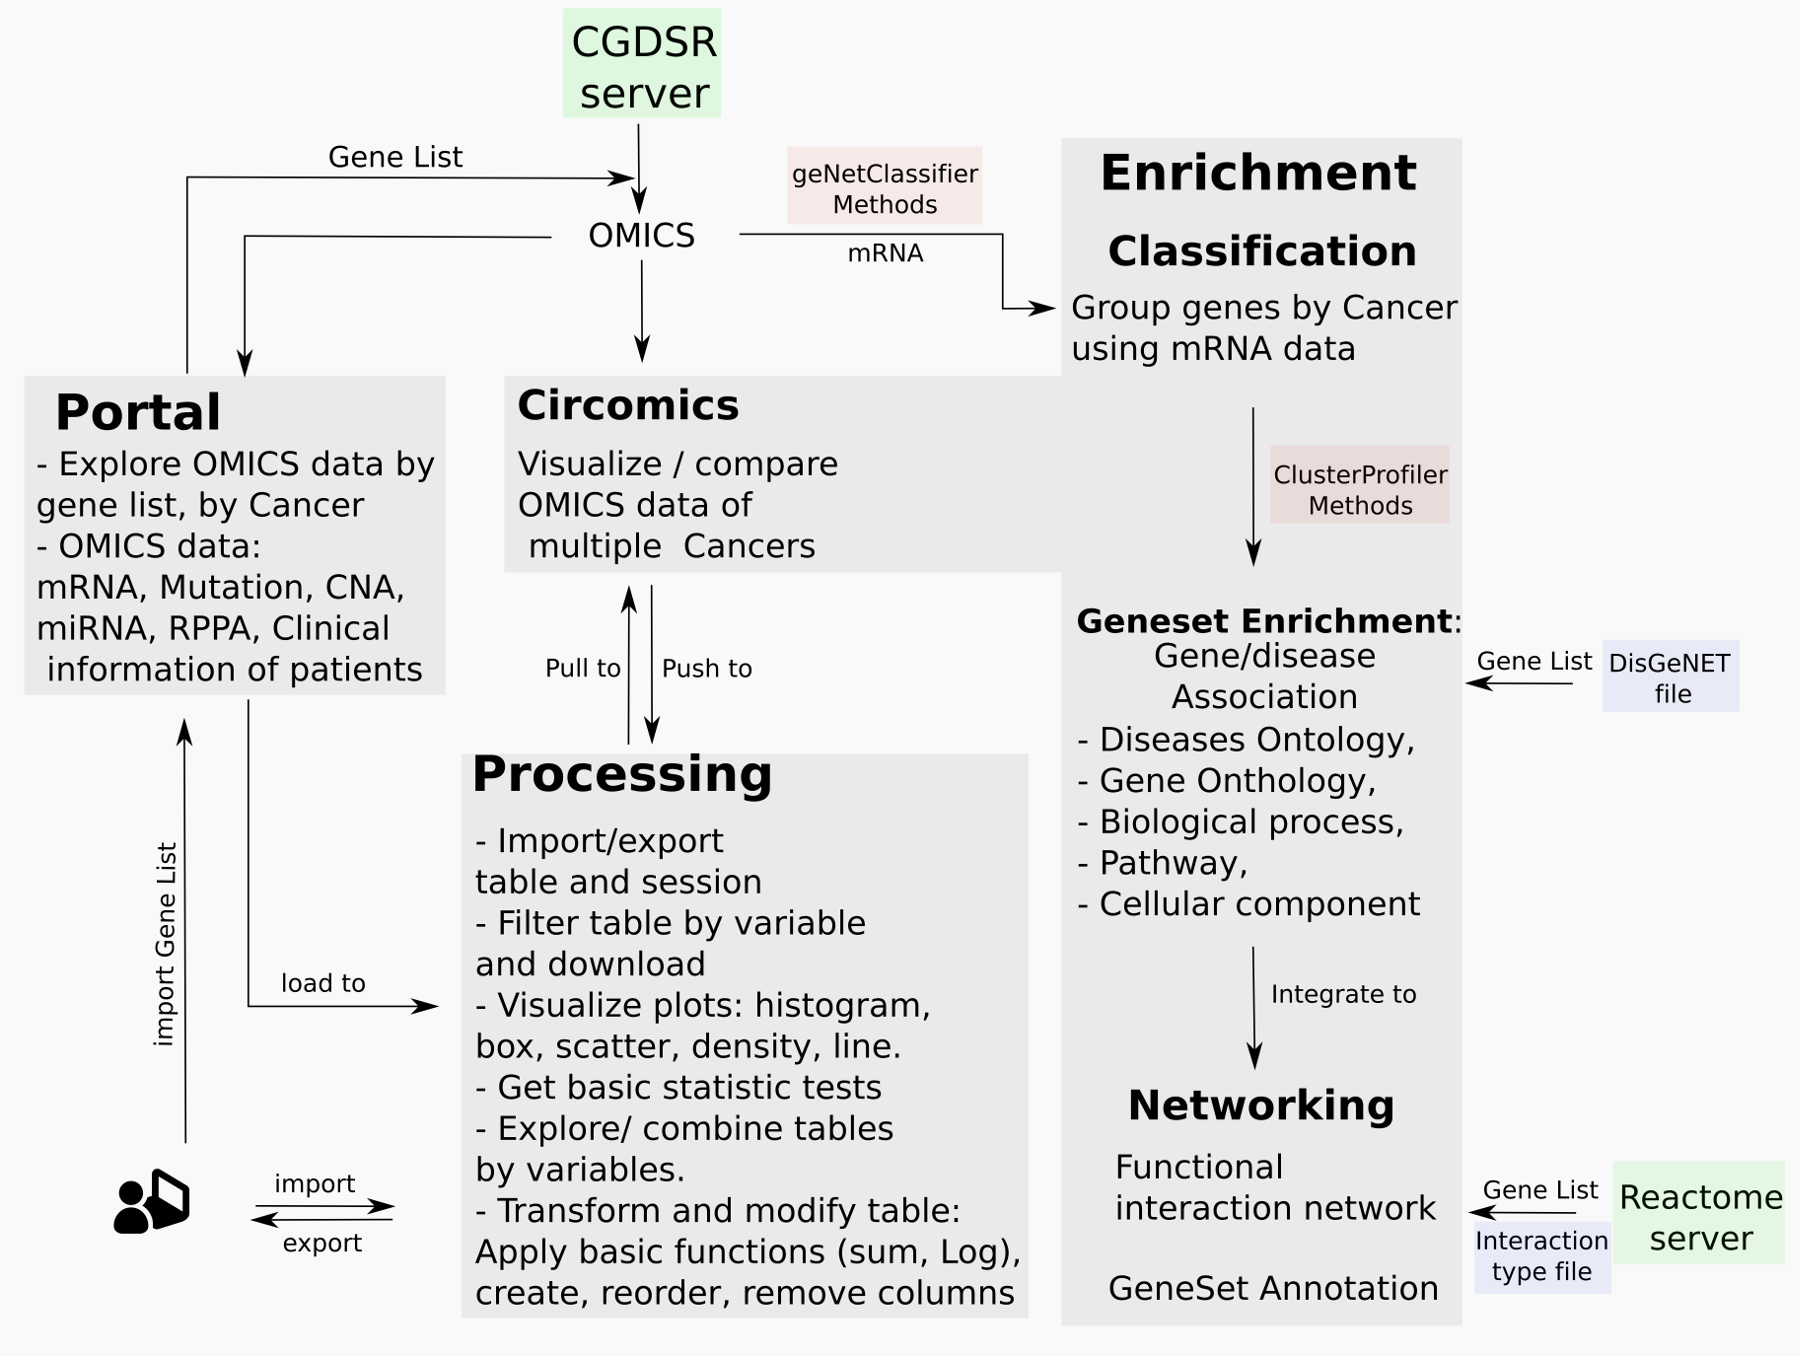 CGDSR
server
Gene List
OMICS
geNetClassifier
Methods
mRNA
Enrichment
Classification
Group genes by Cancer
using mRNA data
Portal
- Explore OMICS data by
gene list, by Cancer
- OMICS data:
mRNA, Mutation, CNA,
miRNA, RPPA, Clinical
information of patients
Circomics
Visualize / compare
OMICS data of
multiple  Cancers
ClusterProfiler
Methods
Geneset Enrichment:
Gene/disease
Association
- Diseases Ontology,
- Gene Onthology,
- Biological process,
- Pathway,
- Cellular component
Gene List
DisGeNET
file
Pull to
Push to
Processing
- Import/export
table and session
- Filter table by variable
and download
- Visualize plots: histogram,
box, scatter, density, line.
- Get basic statistic tests
- Explore/ combine tables
by variables.
- Transform and modify table:
Apply basic functions (sum, Log),
create, reorder, remove columns
import Gene List
load to
import
export
Integrate to
Networking
Functional
interaction network
GeneSet Annotation
Gene List
Interaction
type file
Reactome
server